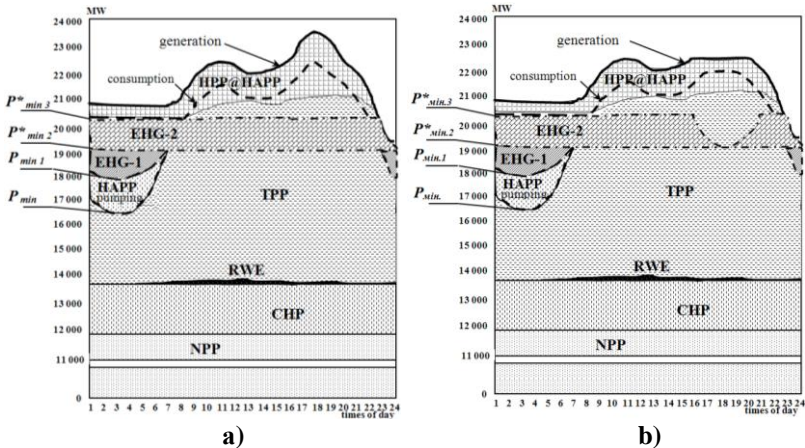 MW
24 000
23 000
22 000
21 000
20 000
19 000
18 000
17 000
16 000
15 000
14 000
13 000
12 000
11 000
0
P*min 3
P*min 2
P min 1
P min
generation
consumption
HPP@HAPP
EHG-2
EHG-1
HAPP
pumping
TPP
RWE
CHP
NPP
1 2 3 4 5 6 7 8 9 10 11 12 13 14 15 16 17 18 19 20 21 22 23 24
times of day
a)
MW
24 000
23 000
22 000
21 000
20 000
19 000
18 000
17 000
16 000
15 000
14 000
13 000
12 000
11 000
0
P*мин.3
P*мин.2
Pмин.1
Pмин.
generation
consumption
HPP@HAPP
EHG-2
EHG-1
HAPP
pumping
TPP
RWE
CHP
NPP
1 2 3 4 5 6 7 8 9 10 11 12 13 14 15 16 17 18 19 20 21 22 23 24
times of day
b)